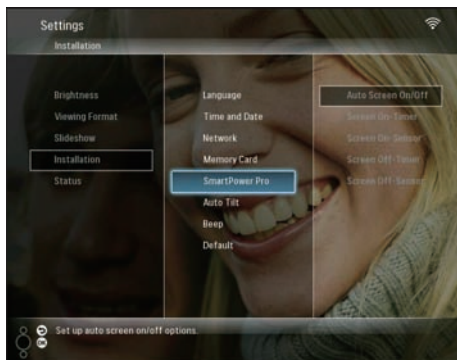 Settings
Installation
Brightness
Viewing Format
Slideshow
Installation
Status
Language
Time and Date
Network
Memory Card
SmartPower Pro
Auto Tilt
Beep
Default
Auto Screen On/Off
Screen On-Timer
Screen On-Sensor
Screen Off-Timer
Screen Off-Sensor
Set up auto screen on/off options.
OK